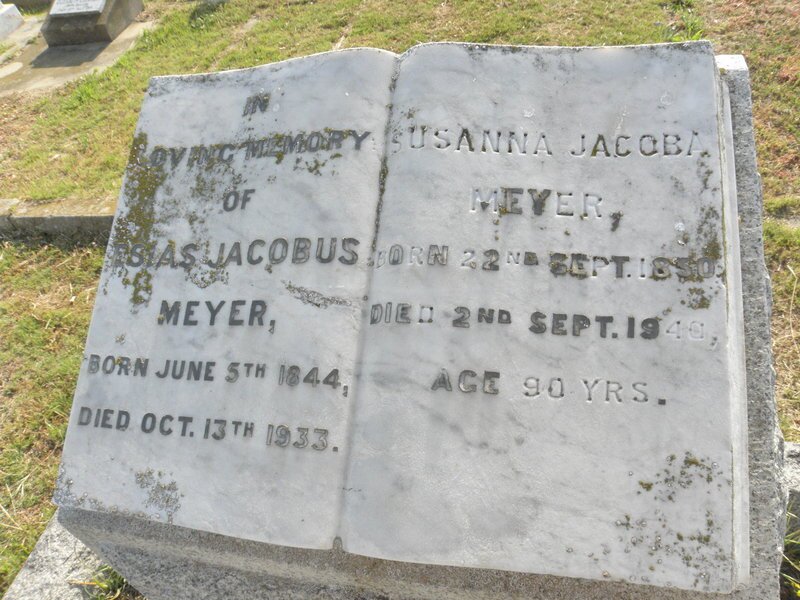 IN
LOVING MEMORY
OF
ESIAS JACOBUS
MEYER,
BORN JUNE 5TH 1844,
DIED OCT. 13TH 1933.
SUSANNA JACOBA
MEYER,
BORN 22ND SEPT. 1850.
DIED 2ND SEPT. 1940,
AGE 90 YRS.